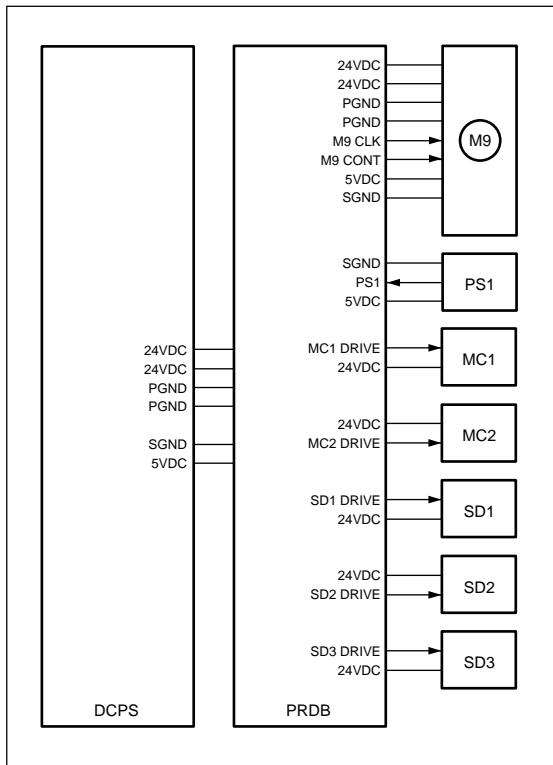 24VDC
24VDC
PGND
PGND
M9 CLK
M9 CONT
5VDC
SGND
M9
SGND
PS1
5VDC
PS1
24VDC
24VDC
PGND
PGND
SGND
5VDC
MC1 DRIVE
24VDC
MC1
24VDC
MC2 DRIVE
MC2
SD1 DRIVE
24VDC
SD1
24VDC
SD2 DRIVE
SD2
SD3 DRIVE
24VDC
SD3
DCPS
PRDB